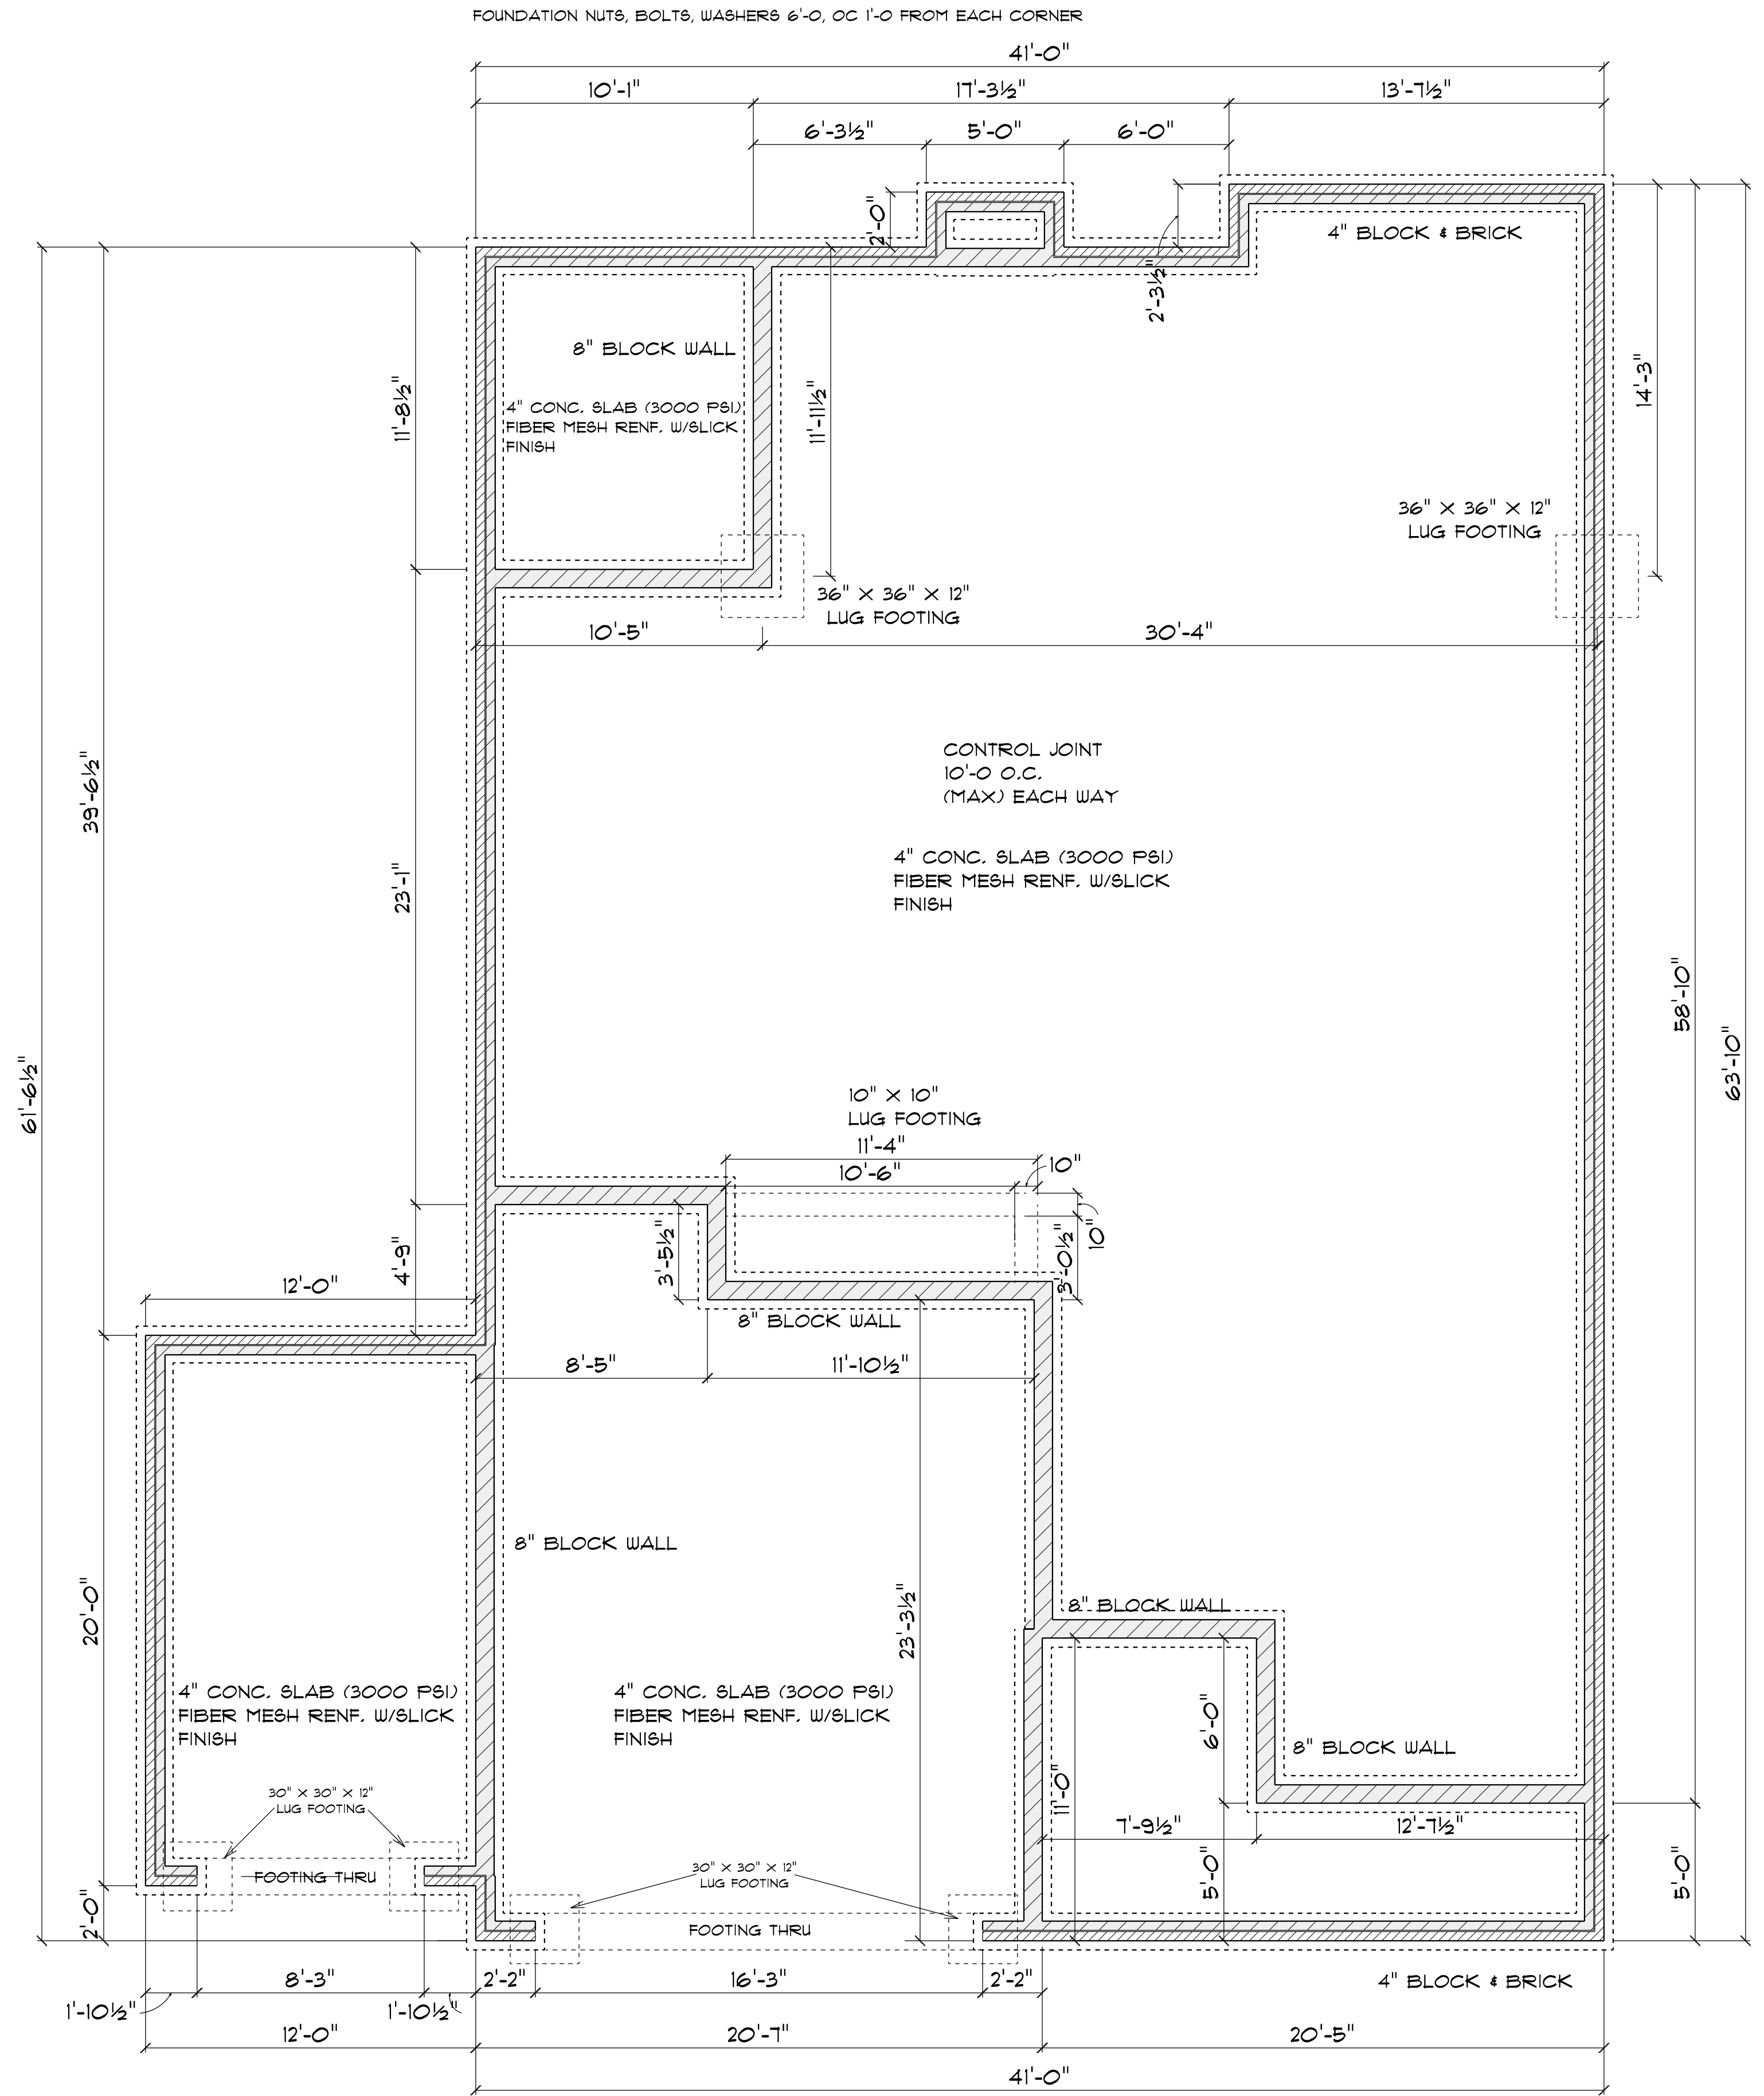 FOUNDATION NUTS, BOLTS, WASHERS 6'-0, OC 1'-0 FROM EACH CORNER
41'-0"
10'-1"
17'-3½"
13'-7½"
6'-3½"
5'-0"
6'-0"
2'-0"
2'-3½"
4" BLOCK & BRICK
8" BLOCK WALL
4" CONC. SLAB (3000 PSI)
FIBER MESH RENF. W/SLICK
FINISH
11'-8½"
11'-11½"
14'-3"
36" X 36" X 12"
LUG FOOTING
36" X 36" X 12"
LUG FOOTING
10'-5"
30'-4"
CONTROL JOINT
10'-0 O.C.
(MAX) EACH WAY
4" CONC. SLAB (3000 PSI)
FIBER MESH RENF. W/SLICK
FINISH
39'-6½"
23'-1"
58'-10"
61'-6½"
63'-10"
10" X 10"
LUG FOOTING
11'-4"
10'-6"
10"
10"
3'-5½"
3'-0½"
4'-9"
12'-0"
8" BLOCK WALL
8'-5"
11'-10½"
8" BLOCK WALL
8" BLOCK WALL
20'-0"
23'-3½"
4" CONC. SLAB (3000 PSI)
FIBER MESH RENF. W/SLICK
FINISH
4" CONC. SLAB (3000 PSI)
FIBER MESH RENF. W/SLICK
FINISH
6'-0"
8" BLOCK WALL
11'-0"
30" X 30" X 12"
LUG FOOTING
7'-9½"
12'-7½"
FOOTING THRU
30" X 30" X 12"
LUG FOOTING
5'-0"
5'-0"
2'-0"
FOOTING THRU
8'-3"
2'-2"
16'-3"
2'-2"
4" BLOCK & BRICK
1'-10½"
1'-10½"
12'-0"
20'-7"
20'-5"
41'-0"